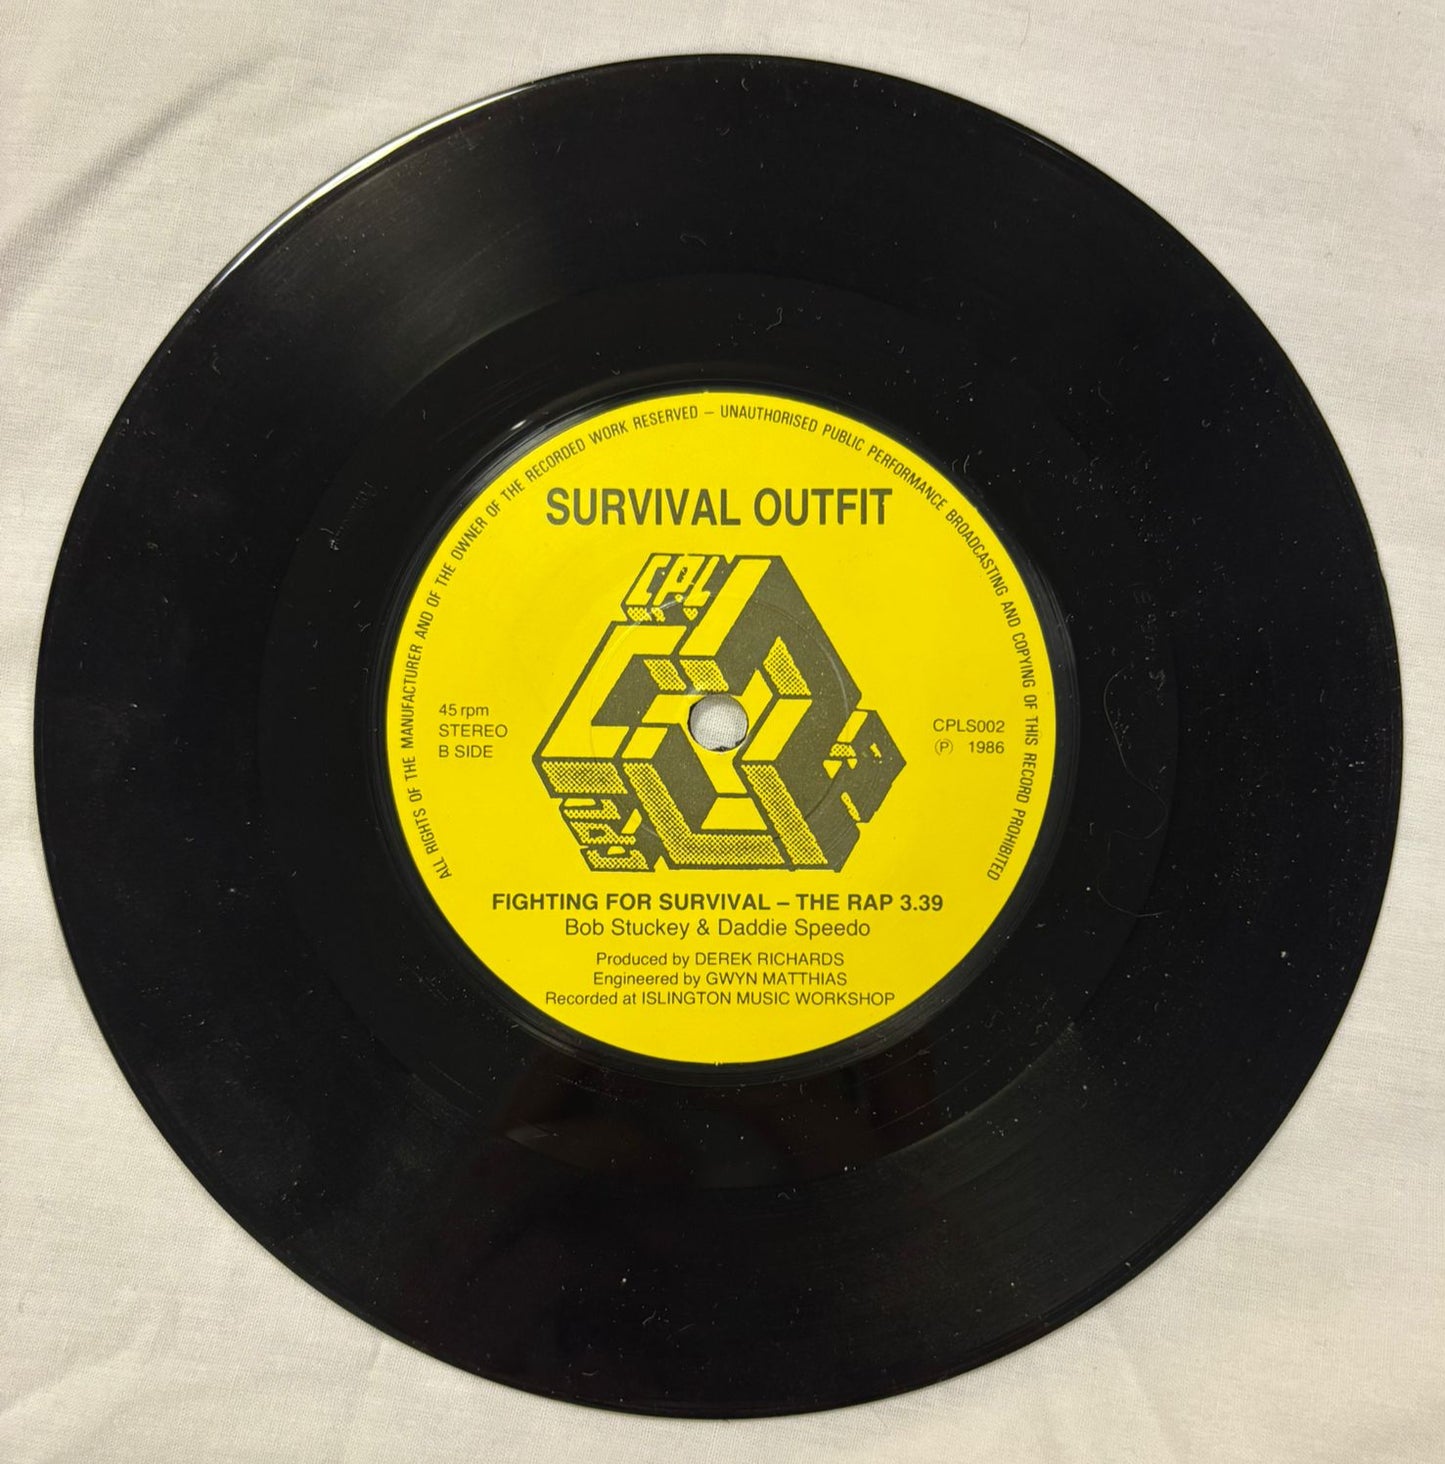 ALL RIGHTS OF THE MANUFACTURER AND OF THE OWNER OF THE RECORDED WORK RESERVED – UNAUTHORISED PUBLIC PERFORMANCE BROADCASTING AND COPYING OF THIS RECORD PROHIBITED
SURVIVAL OUTFIT
CPL
45 rpm
STEREO
B SIDE
CPLS002
Ⓟ 1986
FIGHTING FOR SURVIVAL – THE RAP 3.39
Bob Stuckey & Daddie Speedo
Produced by DEREK RICHARDS
Engineered by GWYN MATTHIAS
Recorded at ISLINGTON MUSIC WORKSHOP